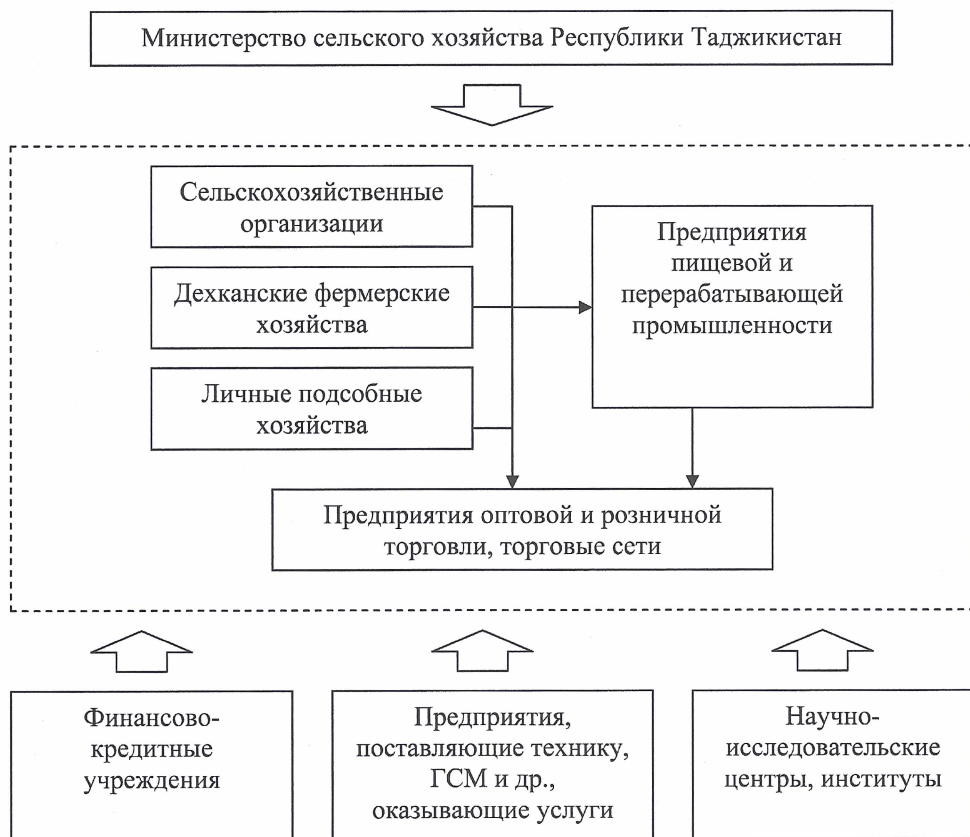 Министерство сельского хозяйства Республики Таджикистан
Сельскохозяйственные
организации
Дехканские фермерские
хозяйства
Личные подсобные
хозяйства
Предприятия
пищевой и
перерабатывающей
промышленности
Предприятия оптовой и розничной
торговли, торговые сети
Финансово-
кредитные
учреждения
Предприятия,
поставляющие технику,
ГСМ и др.,
оказывающие услуги
Научно-
исследовательские
центры, институты